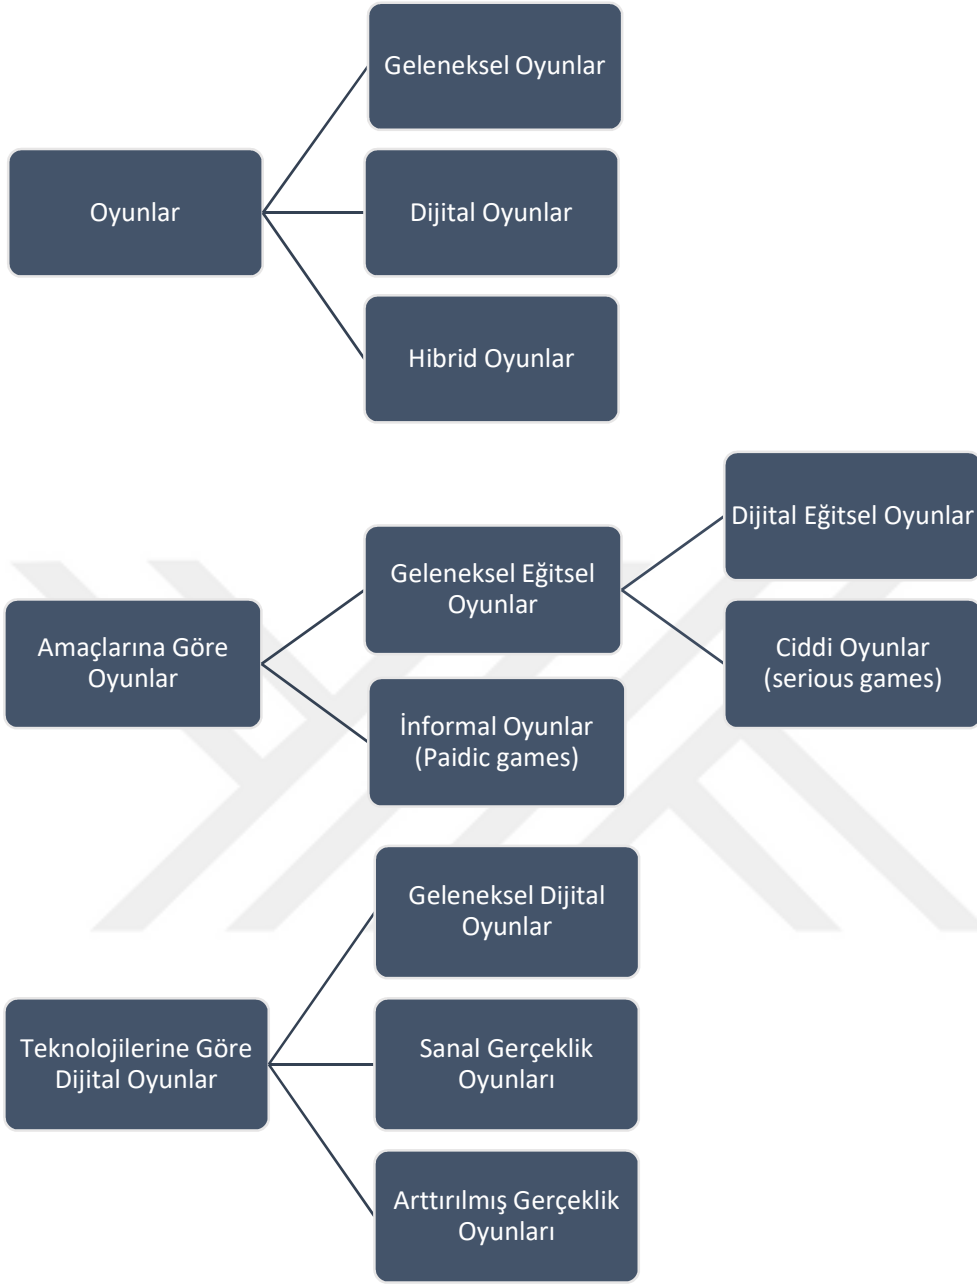 Geleneksel Oyunlar
Oyunlar
Dijital Oyunlar
Hibrid Oyunlar
Dijital Eğitsel Oyunlar
Geleneksel Eğitsel
Oyunlar
Amaçlarına Göre
Oyunlar
Ciddi Oyunlar
(serious games)
İnformal Oyunlar
(Paidic games)
Geleneksel Dijital
Oyunlar
Teknolojilerine Göre
Dijital Oyunlar
Sanal Gerçeklik
Oyunları
Arttırılmış Gerçeklik
Oyunları